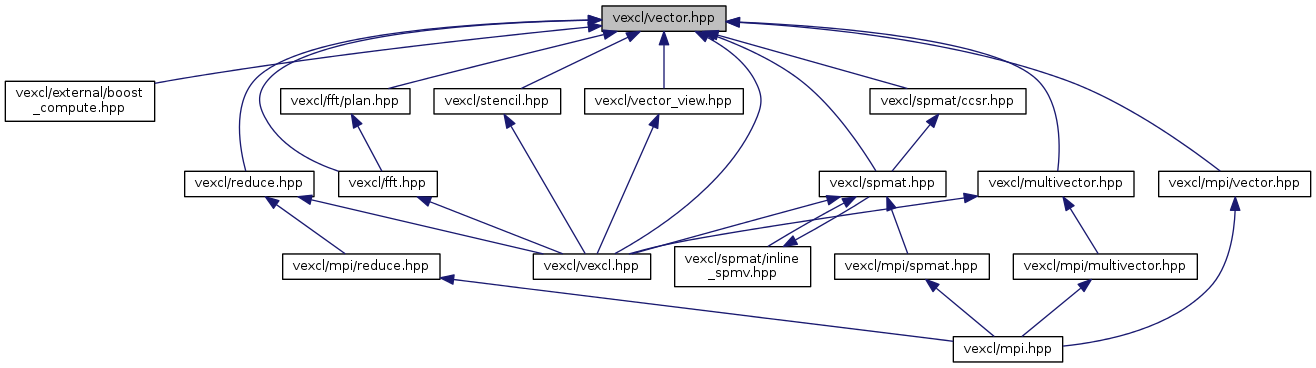 vexcl/vector.hpp
vexcl/external/boost
_compute.hpp
vexcl/fft/plan.hpp
vexcl/stencil.hpp
vexcl/vector_view.hpp
vexcl/spmat/ccsr.hpp
vexcl/reduce.hpp
vexcl/fft.hpp
vexcl/spmat.hpp
vexcl/multivector.hpp
vexcl/mpi/vector.hpp
vexcl/mpi/reduce.hpp
vexcl/vexcl.hpp
vexcl/spmat/inline
_spmv.hpp
vexcl/mpi/spmat.hpp
vexcl/mpi/multivector.hpp
vexcl/mpi.hpp